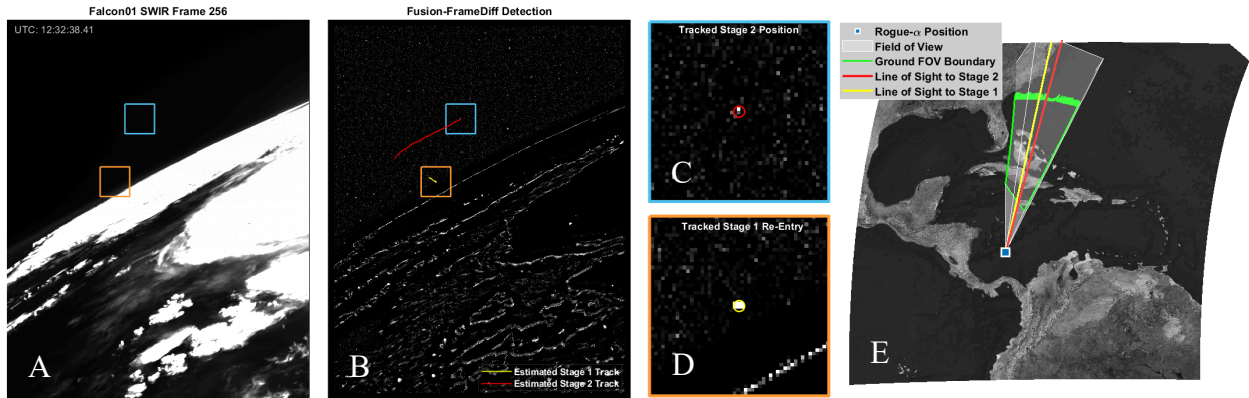 Falcon01 SWIR Frame 256
UTC: 12:32:38.41
A
Fusion-FrameDiff Detection
B
Estimated Stage 1 Track
Estimated Stage 2 Track
Tracked Stage 2 Position
C
Tracked Stage 1 Re-Entry
D
Rogue-α Position
Field of View
Ground FOV Boundary
Line of Sight to Stage 2
Line of Sight to Stage 1
E